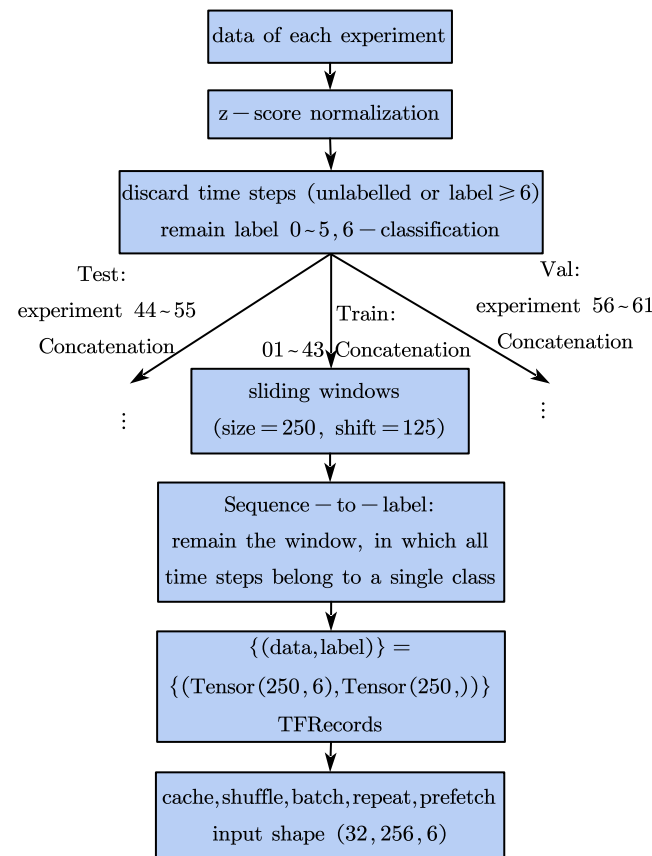 data of each experiment
z－score normalization
discard time steps (unlabelled or label⩾6)
remain label 0~5,6－classification
Test:
experiment 44~55
Concatenation
Train:
01~43 Concatenation
Val:
experiment 56~61
Concatenation
⋮
⋮
sliding windows
(size=250, shift=125)
Sequence－to－label:
remain the window, in which all
time steps belong to a single class
{(data,label)} =
{(Tensor(250,6),Tensor(250,))}
TFRecords
cache,shuffle,batch,repeat,prefetch
input shape (32,256,6)